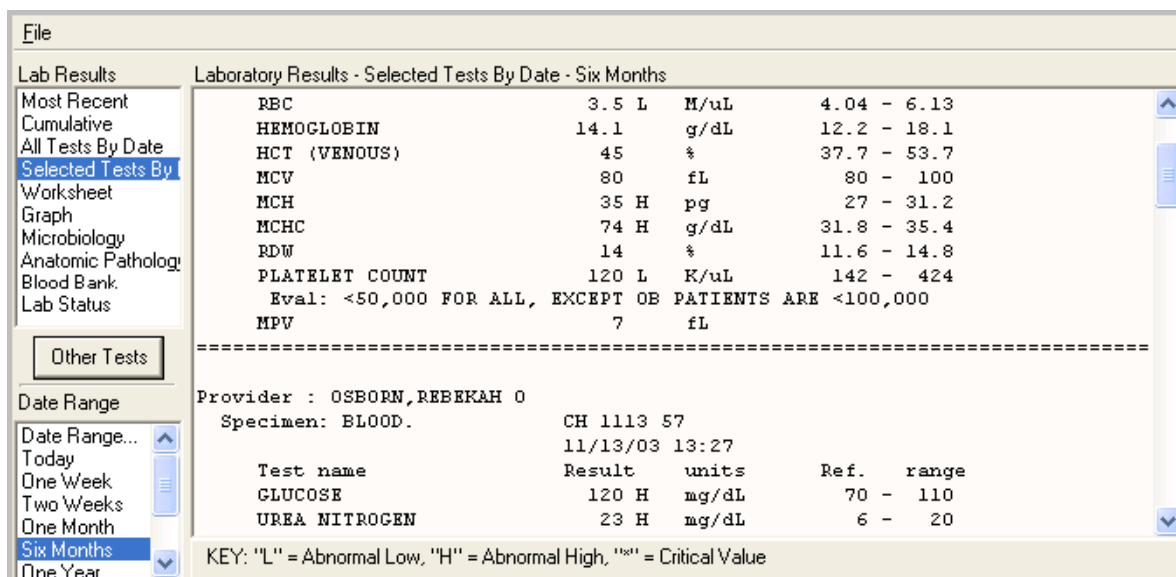 File
Lab Results
Most Recent
Cumulative
All Tests By Date
Selected Tests By
Worksheet
Graph
Microbiology
Anatomic Pathology
Blood Bank
Lab Status
Other Tests
Date Range
Date Range...
Today
One Week
Two Weeks
One Month
Six Months
One Year
Laboratory Results - Selected Tests By Date - Six Months
RBC 3.5 L M/uL 4.04 - 6.13
HEMOGLOBIN 14.1 g/dL 12.2 - 18.1
HCT (VENOUS) 45 % 37.7 - 53.7
MCV 80 fL 80 - 100
MCH 35 H pg 27 - 31.2
MCHC 74 H g/dL 31.8 - 35.4
RDW 14 % 11.6 - 14.8
PLATELET COUNT 120 L K/uL 142 - 424
Eval: <50,000 FOR ALL, EXCEPT OB PATIENTS ARE <100,000
MPV 7 fL
==============================================================================
Provider : OSBORN,REBEKAH O
Specimen: BLOOD. CH 1113 57
11/13/03 13:27
Test name Result units Ref. range
GLUCOSE 120 H mg/dL 70 - 110
UREA NITROGEN 23 H mg/dL 6 - 20
KEY: "L" = Abnormal Low, "H" = Abnormal High, "*" = Critical Value